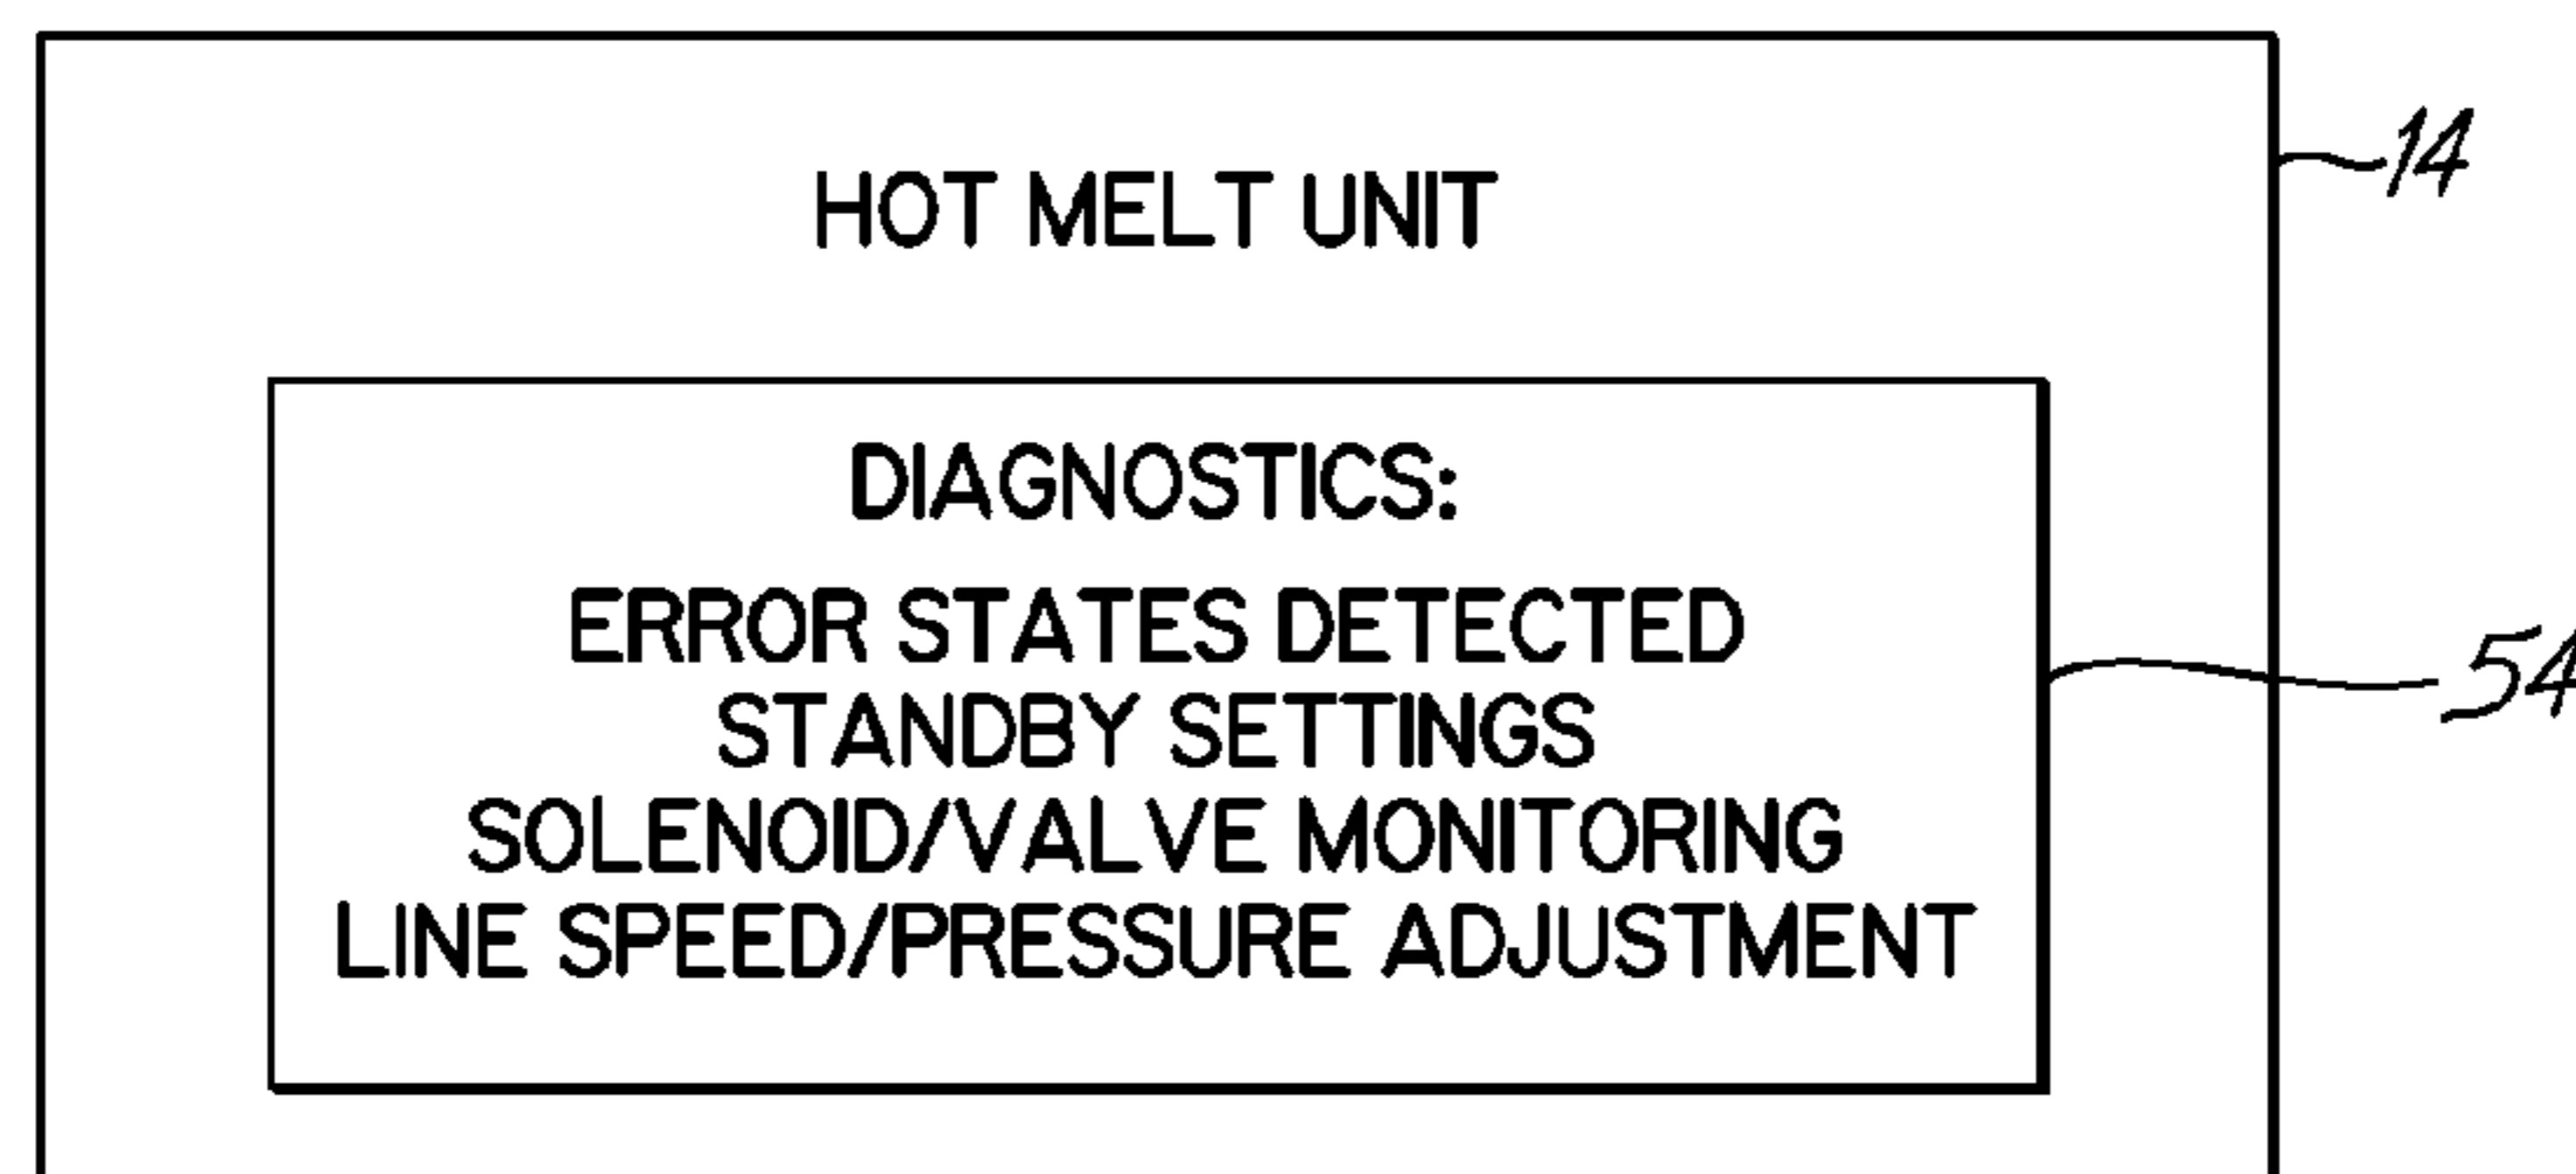 HOT MELT UNIT
14
DIAGNOSTICS:
ERROR STATES DETECTED
54
STANDBY SETTINGS
SOLENOID/VALVE MONITORING
LINE SPEED/PRESSURE ADJUSTMENT